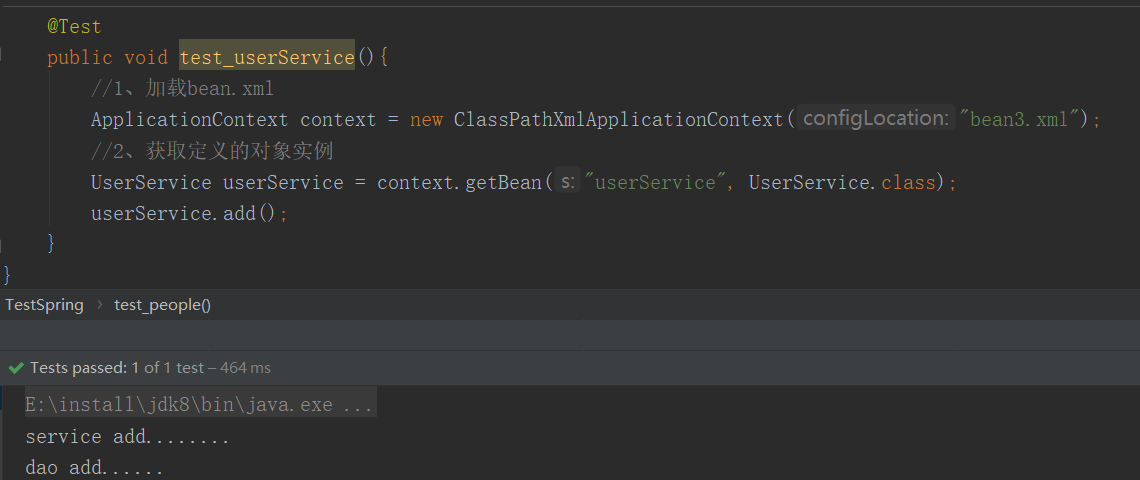 @Test
public void test_userService(){
//1、加载bean.xml
ApplicationContext context = new ClassPathXmlApplicationContext( configLocation: "bean3.xml");
//2、获取定义的对象实例
UserService userService = context.getBean( s: "userService", UserService.class);
userService.add();
}
}
TestSpring › test_people()
Tests passed: 1 of 1 test – 464 ms
E:\install\jdk8\bin\java.exe ...
service add........
dao add......